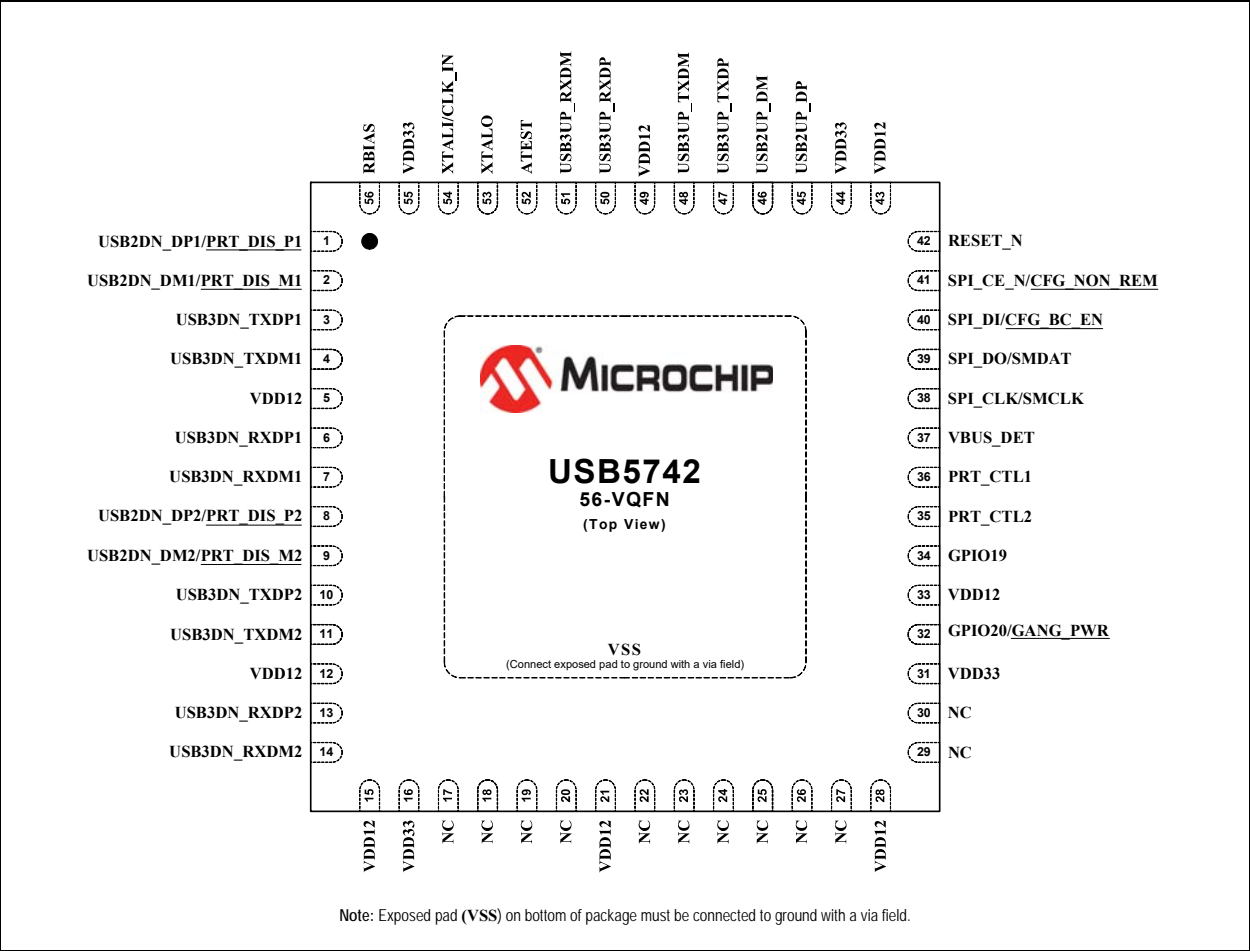 RBIAS
VDD33
XTALI/CLK_IN
XTALO
ATEST
USB3UP_RXDM
USB3UP_RXDP
VDD12
USB3UP_TXDM
USB3UP_TXDP
USB2UP_DM
USB2UP_DP
VDD33
VDD12
56
55
54
53
52
51
50
49
48
47
46
45
44
43
USB2DN_DP1/PRT_DIS_P1 1
USB2DN_DM1/PRT_DIS_M1 2
USB3DN_TXDP1 3
USB3DN_TXDM1 4
VDD12 5
USB3DN_RXDP1 6
USB3DN_RXDM1 7
USB2DN_DP2/PRT_DIS_P2 8
USB2DN_DM2/PRT_DIS_M2 9
USB3DN_TXDP2 10
USB3DN_TXDM2 11
VDD12 12
USB3DN_RXDP2 13
USB3DN_RXDM2 14
MICROCHIP
®
USB5742
56-VQFN
(Top View)
VSS
(Connect exposed pad to ground with a via field)
42 RESET_N
41 SPI_CE_N/CFG_NON_REM
40 SPI_DI/CFG_BC_EN
39 SPI_DO/SMDAT
38 SPI_CLK/SMCLK
37 VBUS_DET
36 PRT_CTL1
35 PRT_CTL2
34 GPIO19
33 VDD12
32 GPIO20/GANG_PWR
31 VDD33
30 NC
29 NC
15
16
17
18
19
20
21
22
23
24
25
26
27
28
VDD12
VDD33
NC
NC
NC
NC
VDD12
NC
NC
NC
NC
NC
NC
VDD12
Note: Exposed pad (VSS) on bottom of package must be connected to ground with a via field.